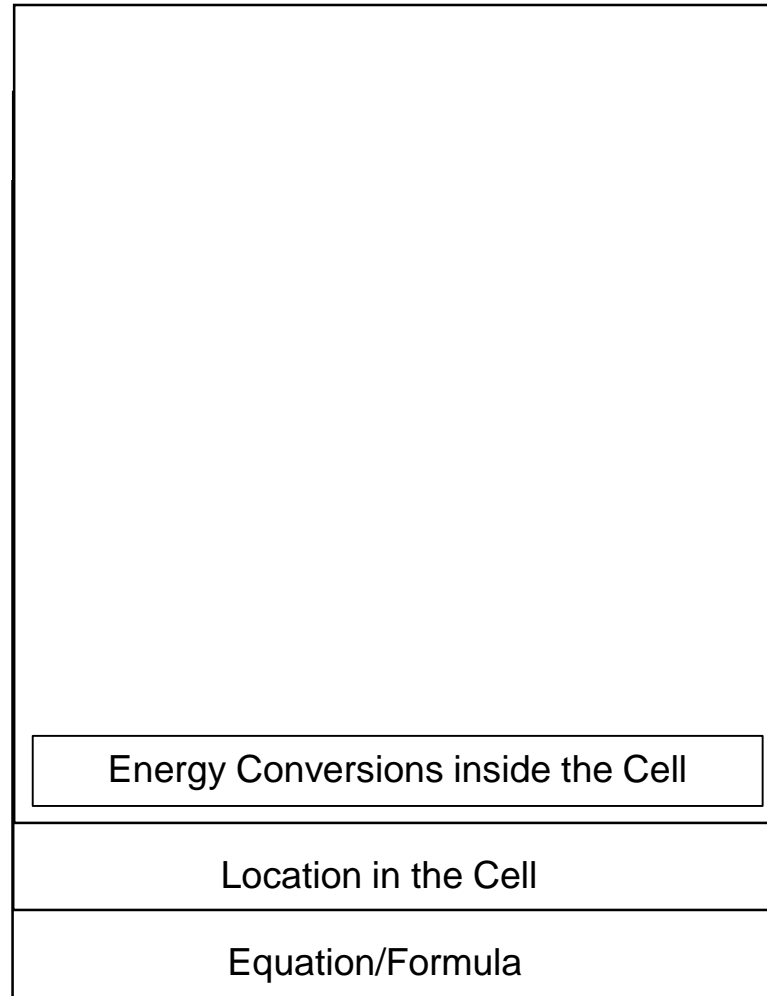 Energy Conversions inside the Cell
Location in the Cell
Equation/Formula